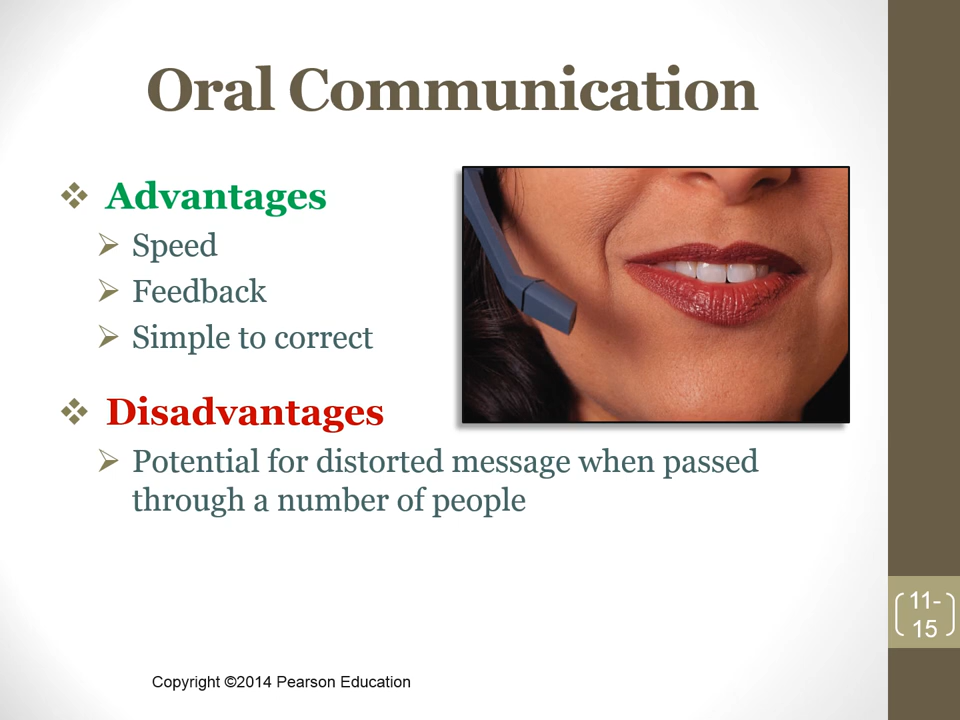 Oral Communication
Advantages
Speed
Feedback
Simple to correct
Disadvantages
Potential for distorted message when passed
through a number of people
11-
15
Copyright ©2014 Pearson Education